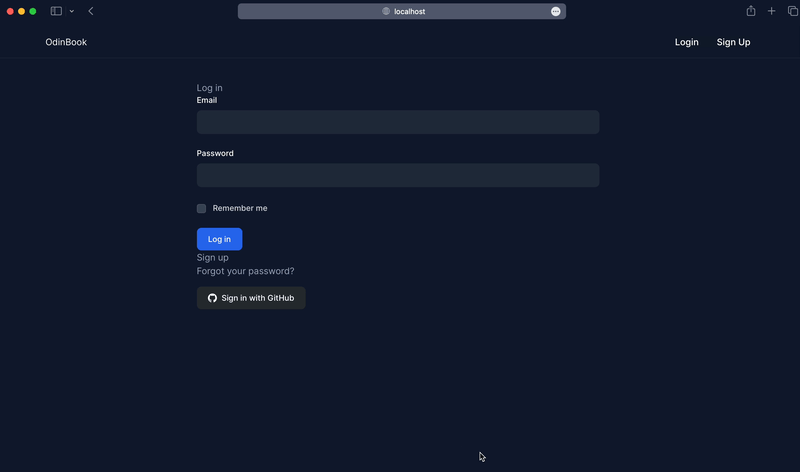 localhost
OdinBook
Login
Sign Up
Log in
Email
Password
Remember me
Log in
Sign up
Forgot your password?
Sign in with GitHub